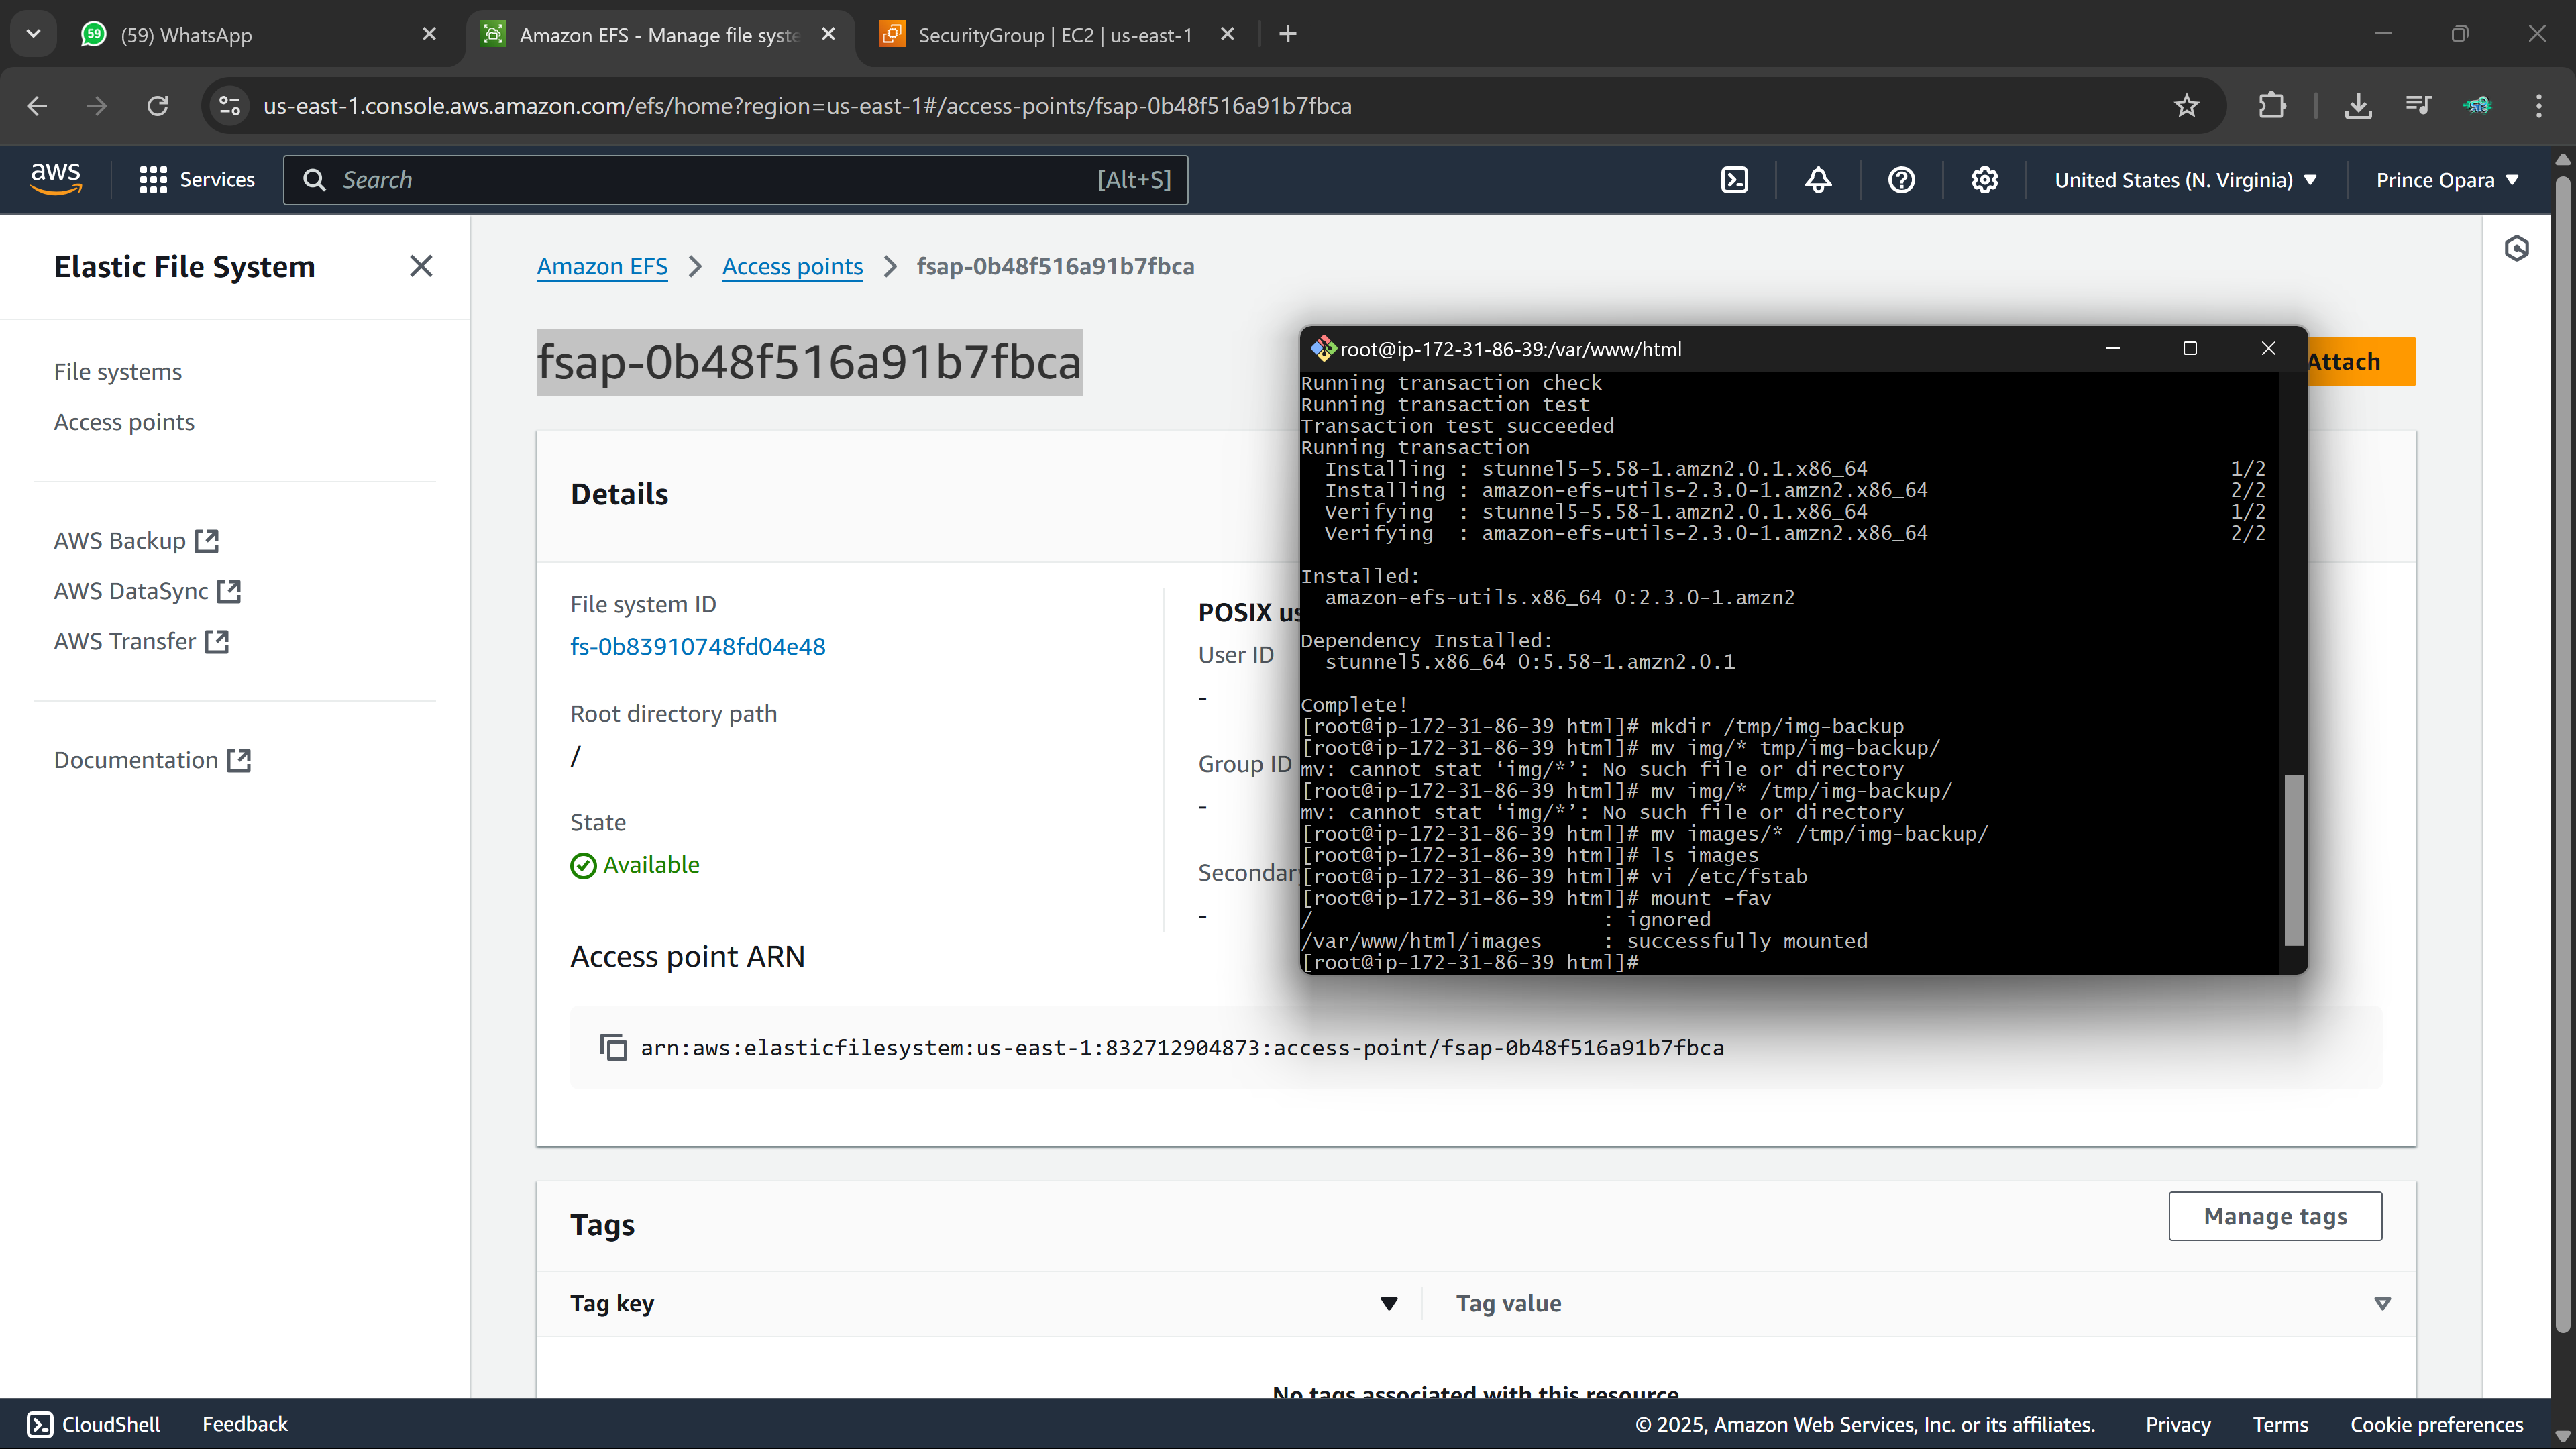 59
(59) WhatsApp
Amazon EFS - Manage file syste
SecurityGroup | EC2 | us-east-1
us-east-1.console.aws.amazon.com/efs/home?region=us-east-1#/access-points/fsap-0b48f516a91b7fbca
aws
Services
Search
[Alt+S]
United States (N. Virginia)
Prince Opara
Elastic File System
File systems
Access points
AWS Backup
AWS DataSync
AWS Transfer
Documentation
Amazon EFS
Access points
fsap-0b48f516a91b7fbca
fsap-0b48f516a91b7fbca
Attach
Details
File system ID
fs-0b83910748fd04e48
Root directory path
/
State
Available
POSIX us
User ID
-
Group ID
-
Secondary
-
Access point ARN
arn:aws:elasticfilesystem:us-east-1:832712904873:access-point/fsap-0b48f516a91b7fbca
root@ip-172-31-86-39:/var/www/html
Running transaction check
Running transaction test
Transaction test succeeded
Running transaction
  Installing : stunnel5-5.58-1.amzn2.0.1.x86_64 1/2
  Installing : amazon-efs-utils-2.3.0-1.amzn2.x86_64 2/2
  Verifying  : stunnel5-5.58-1.amzn2.0.1.x86_64 1/2
  Verifying  : amazon-efs-utils-2.3.0-1.amzn2.x86_64 2/2
Installed:
  amazon-efs-utils.x86_64 0:2.3.0-1.amzn2
Dependency Installed:
  stunnel5.x86_64 0:5.58-1.amzn2.0.1
Complete!
[root@ip-172-31-86-39 html]# mkdir /tmp/img-backup
[root@ip-172-31-86-39 html]# mv img/* tmp/img-backup/
mv: cannot stat ‘img/*’: No such file or directory
[root@ip-172-31-86-39 html]# mv img/* /tmp/img-backup/
mv: cannot stat ‘img/*’: No such file or directory
[root@ip-172-31-86-39 html]# mv images/* /tmp/img-backup/
[root@ip-172-31-86-39 html]# ls images
[root@ip-172-31-86-39 html]# vi /etc/fstab
[root@ip-172-31-86-39 html]# mount -fav
/                        : ignored
/var/www/html/images     : successfully mounted
[root@ip-172-31-86-39 html]#
Tags
Manage tags
Tag key
Tag value
No tags associated with this resource
CloudShell
Feedback
© 2025, Amazon Web Services, Inc. or its affiliates.
Privacy
Terms
Cookie preferences